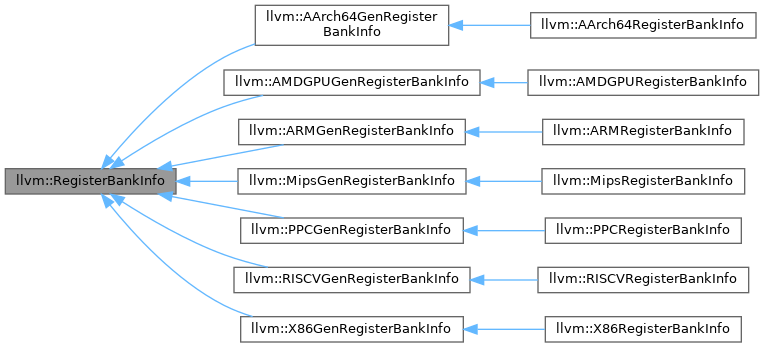 llvm::AArch64GenRegister
BankInfo
llvm::AArch64RegisterBankInfo
llvm::AMDGPUGenRegisterBankInfo
llvm::AMDGPURegisterBankInfo
llvm::ARMGenRegisterBankInfo
llvm::ARMRegisterBankInfo
llvm::RegisterBankInfo
llvm::MipsGenRegisterBankInfo
llvm::MipsRegisterBankInfo
llvm::PPCGenRegisterBankInfo
llvm::PPCRegisterBankInfo
llvm::RISCVGenRegisterBankInfo
llvm::RISCVRegisterBankInfo
llvm::X86GenRegisterBankInfo
llvm::X86RegisterBankInfo